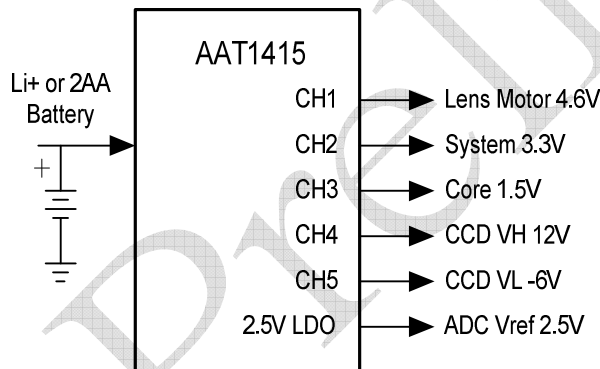 AAT1415
Li+ or 2AA
Battery
+
CH1
Lens Motor 4.6V
CH2
System 3.3V
CH3
Core 1.5V
CH4
CCD VH 12V
CH5
CCD VL -6V
2.5V LDO
ADC Vref 2.5V